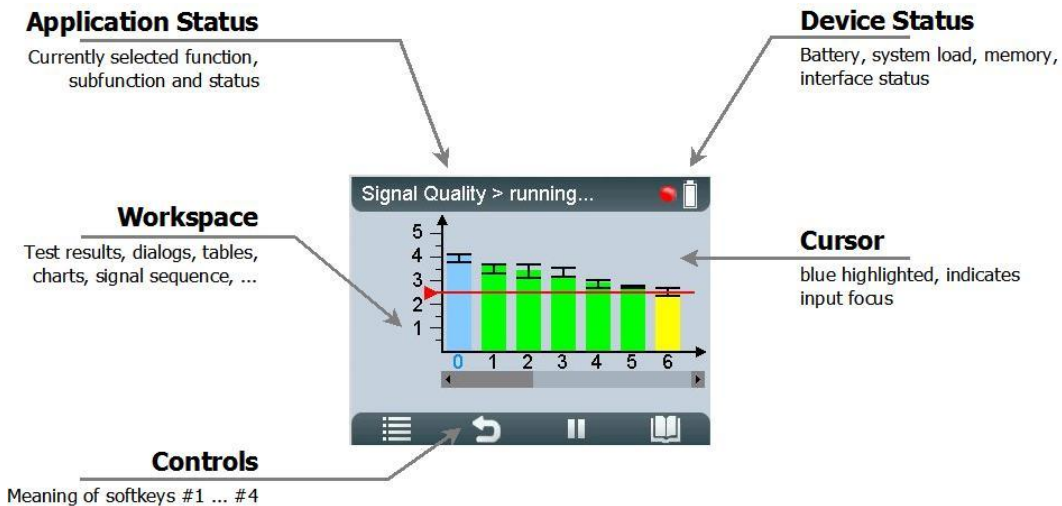 Application Status
Currently selected function,
subfunction and status
Device Status
Battery, system load, memory,
interface status
Signal Quality > running...
Workspace
Test results, dialogs, tables,
charts, signal sequence, ...
5
4
3
2
1
0 1 2 3 4 5 6
Cursor
blue highlighted, indicates
input focus
Controls
Meaning of softkeys #1 ... #4